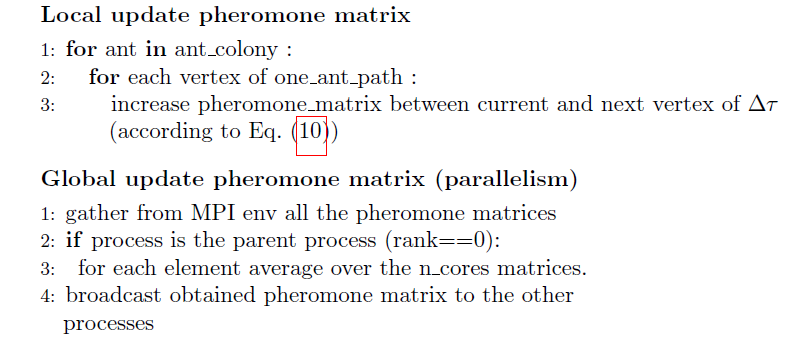 Local update pheromone matrix
1: for ant in ant_colony :
2: for each vertex of one_ant_path :
3: increase pheromone_matrix between current and next vertex of Δτ
(according to Eq. (10))
Global update pheromone matrix (parallelism)
1: gather from MPI env all the pheromone matrices
2: if process is the parent process (rank==0):
3: for each element average over the n_cores matrices.
4: broadcast obtained pheromone matrix to the other
processes